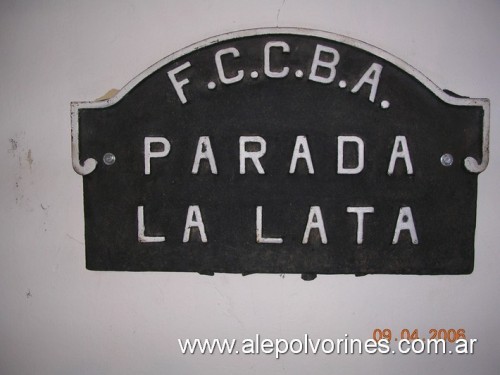 F.C.C.B.A.
PARADA
LA LATA
09.04.2006
www.alepolvorines.com.ar